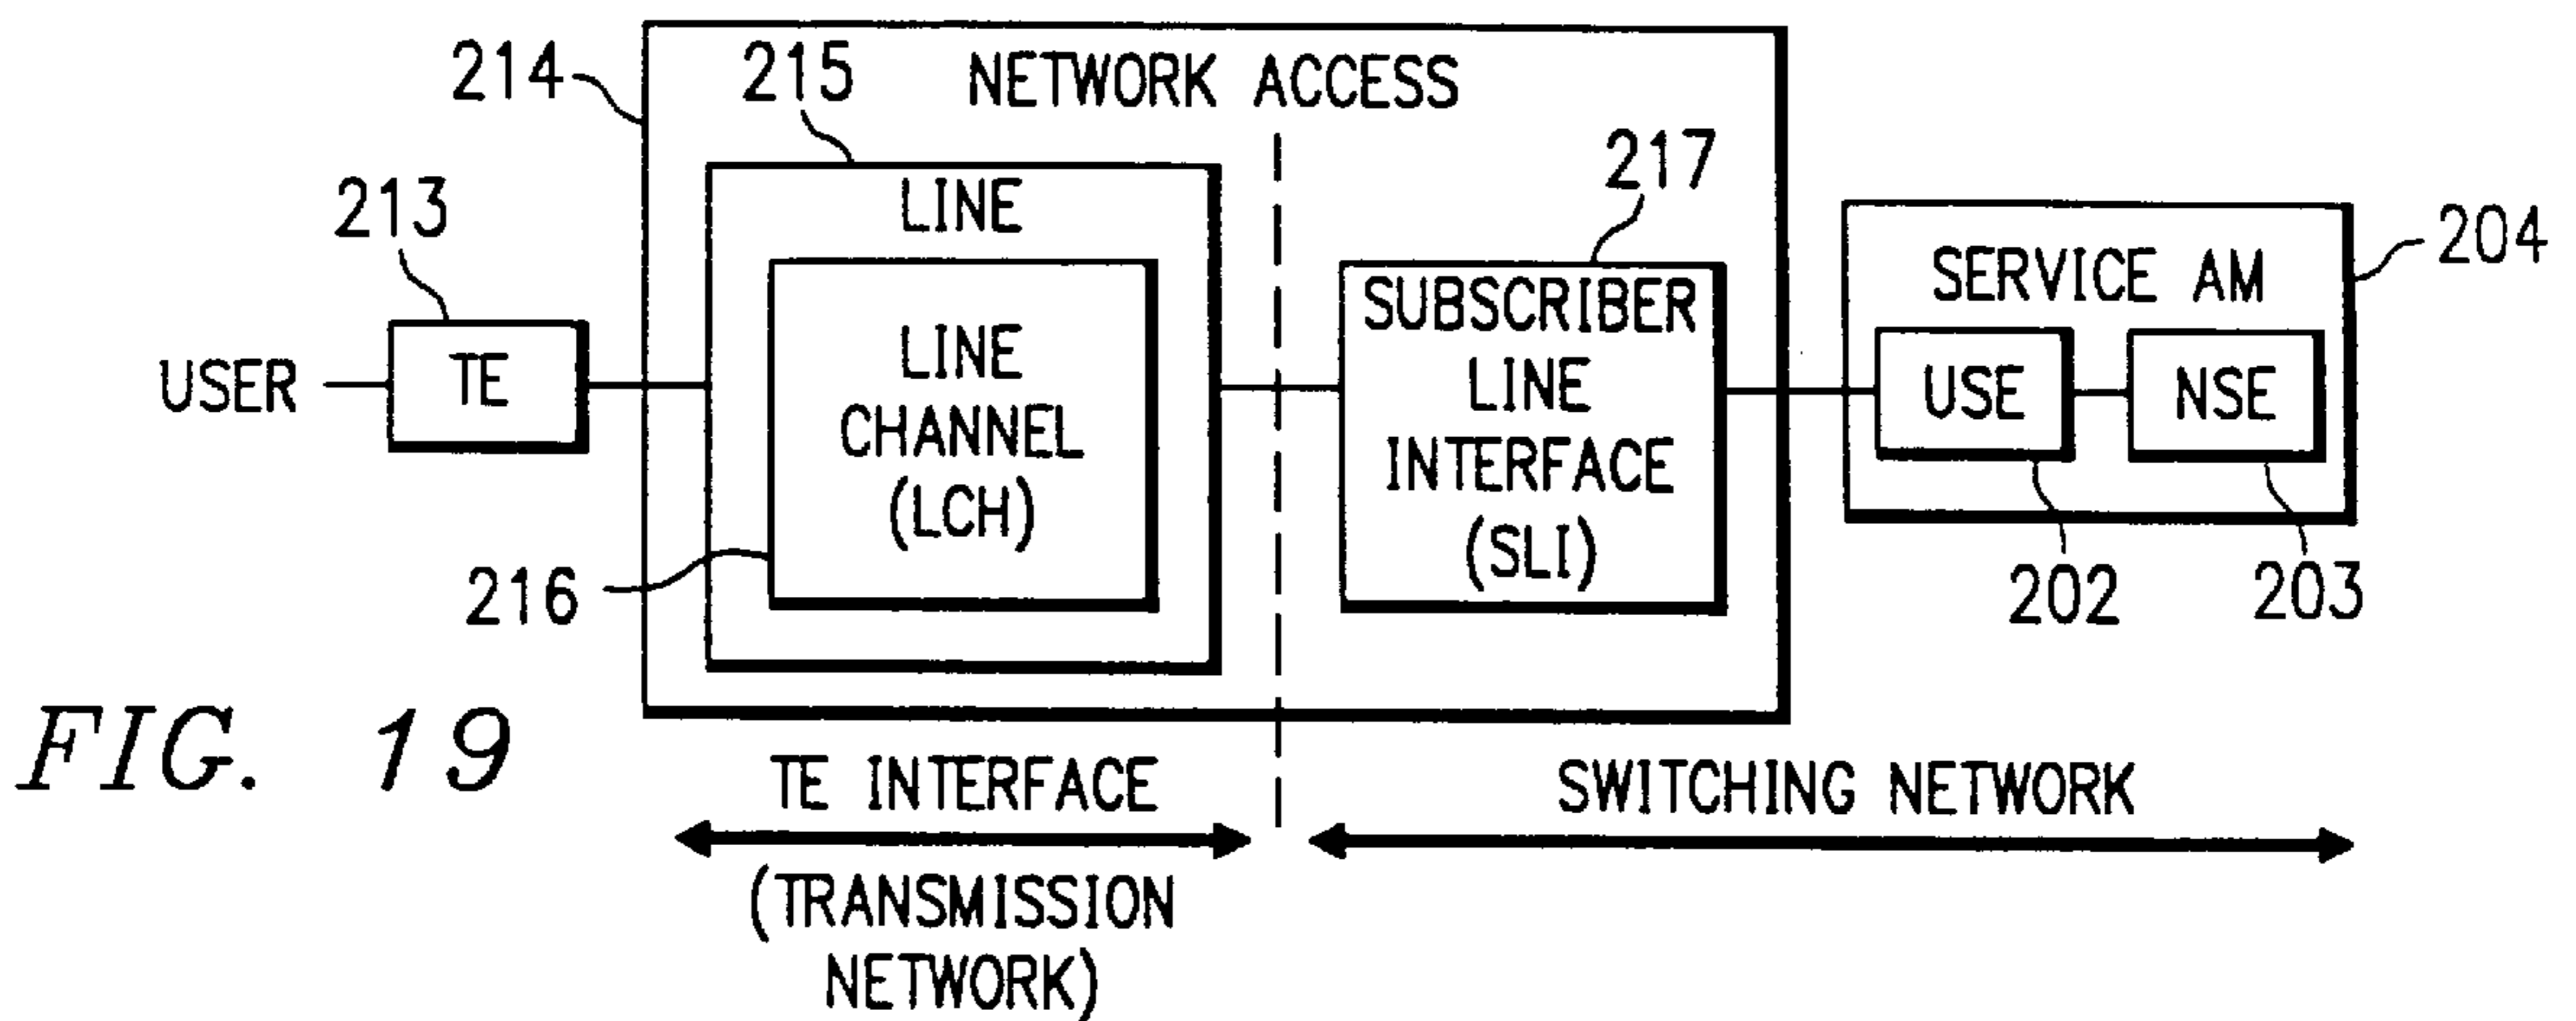 214
215
NETWORK ACCESS
217
213
LINE
204
SERVICE AM
SUBSCRIBER
LINE
INTERFACE
(SLI)
LINE
CHANNEL
(LCH)
USER
TE
USE
NSE
216
202
203
FIG. 19
TE INTERFACE
(TRANSMISSION
NETWORK)
SWITCHING NETWORK